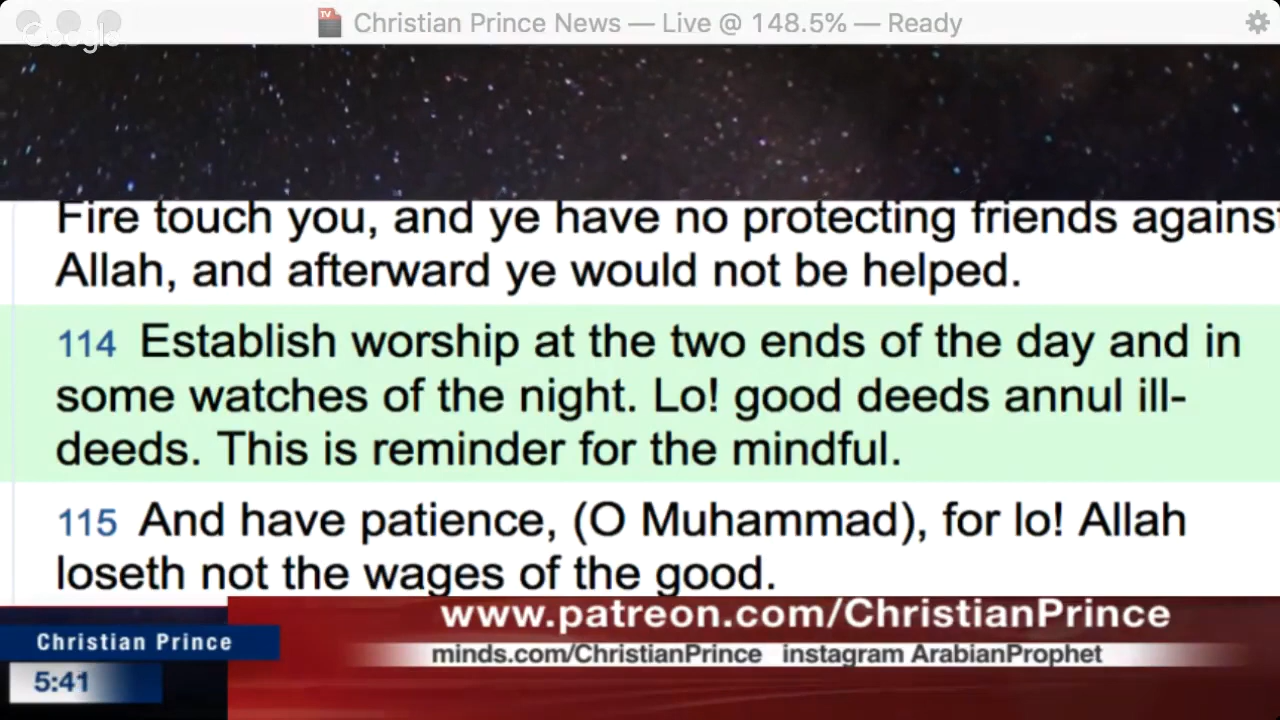 Christian Prince News — Live @ 148.5% — Ready
Google
TV
Fire touch you, and ye have no protecting friends agains
Allah, and afterward ye would not be helped.
114 Establish worship at the two ends of the day and in
some watches of the night. Lo! good deeds annul ill-
deeds. This is reminder for the mindful.
115 And have patience, (O Muhammad), for lo! Allah
loseth not the wages of the good.
www.patreon.com/ChristianPrince
Christian Prince
minds.com/ChristianPrince instagram ArabianProphet
5:41